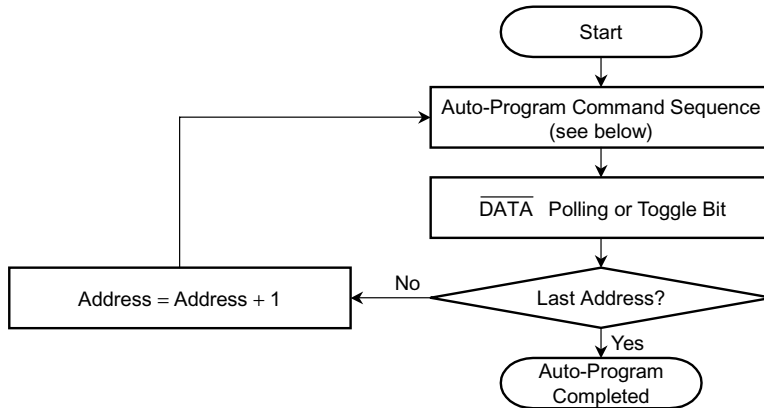 Start
Auto-Program Command Sequence
(see below)
DATA Polling or Toggle Bit
Address = Address + 1
No
Last Address?
Yes
Auto-Program
Completed